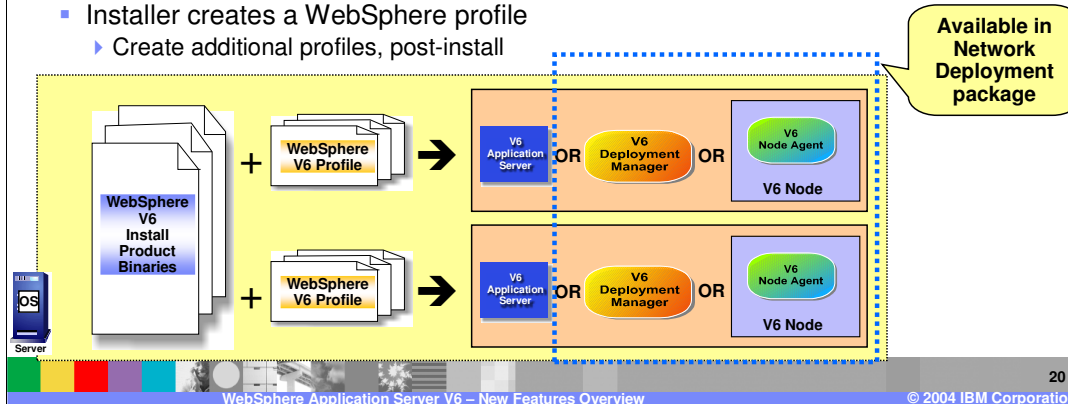 Installer creates a WebSphere profile
Create additional profiles, post-install
Available in
Network
Deployment
package
WebSphere
V6
Install
Product
Binaries
+
WebSphere
V6 Profile
V6
Application
Server
OR
V6
Deployment
Manager
OR
V6
Node Agent
V6 Node
+
WebSphere
V6 Profile
V6
Application
Server
OR
V6
Deployment
Manager
OR
V6
Node Agent
V6 Node
OS
Server
20
WebSphere Application Server V6 – New Features Overview
© 2004 IBM Corporatio